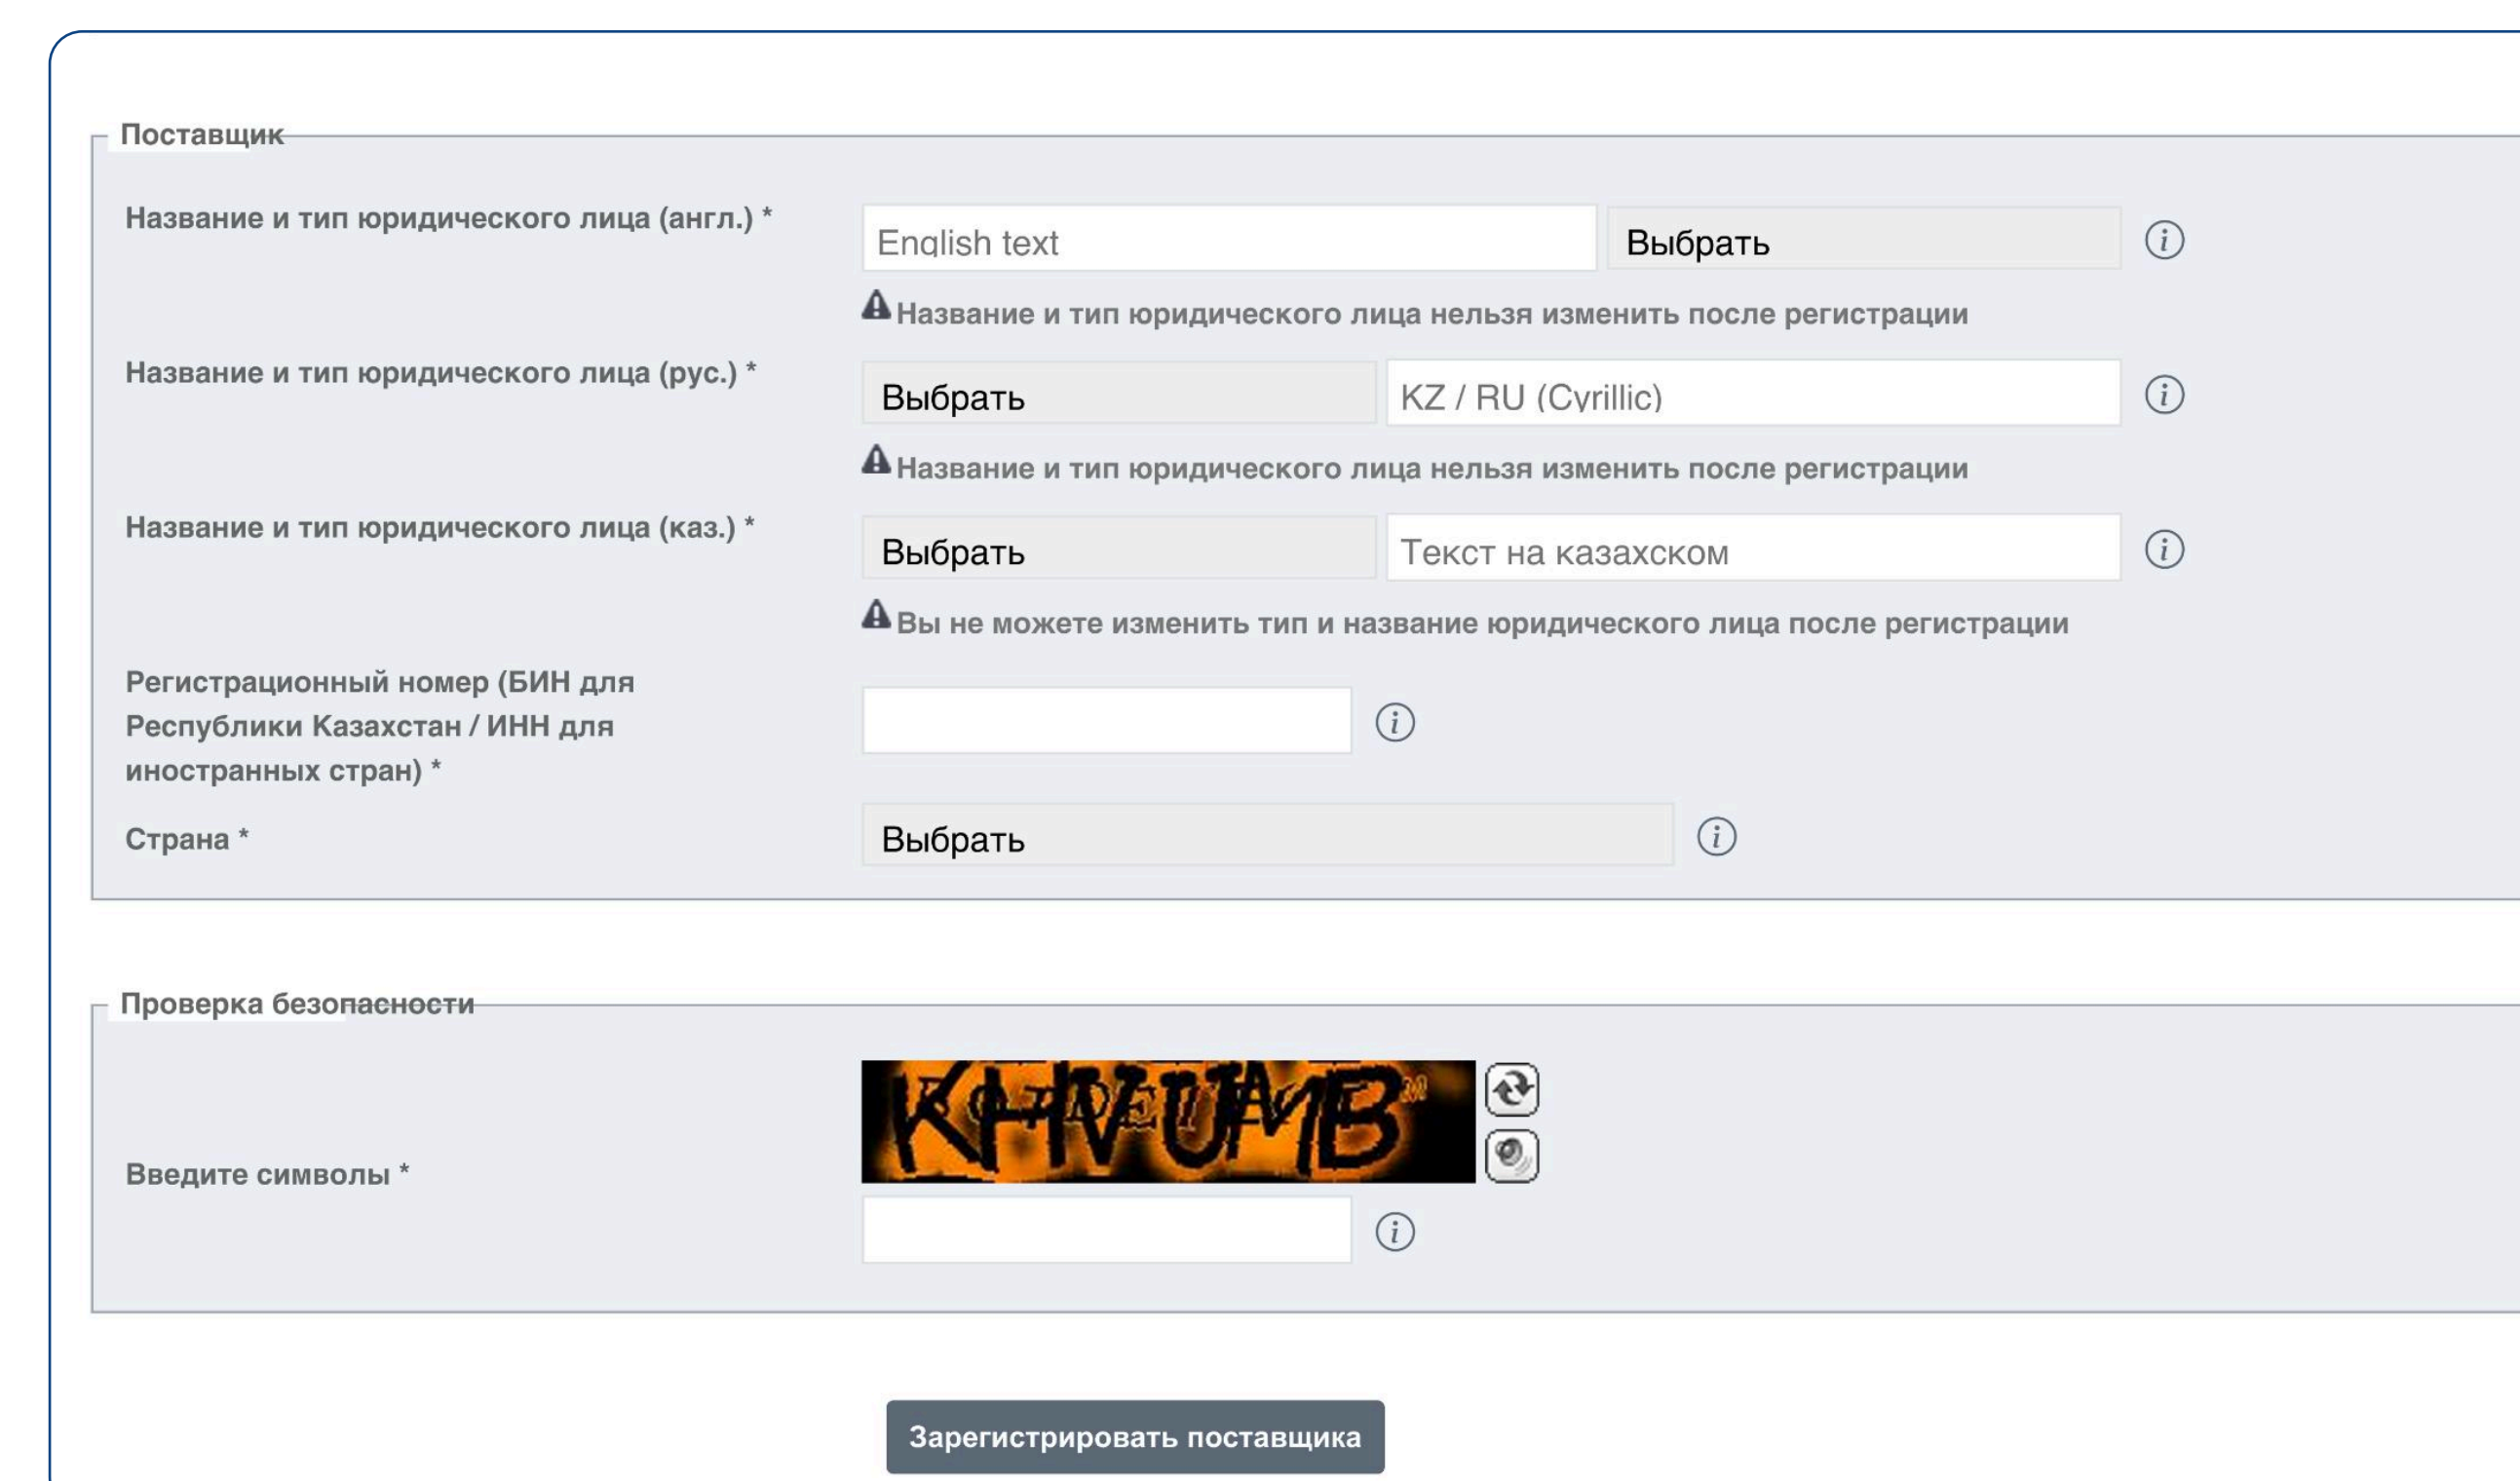 Поставщик
Название и тип юридического лица (англ.) *
English text Выбрать
Название и тип юридического лица нельзя изменить после регистрации
Название и тип юридического лица (рус.) *
Выбрать KZ / RU (Cyrillic)
Название и тип юридического лица нельзя изменить после регистрации
Название и тип юридического лица (каз.) *
Выбрать Текст на казахском
Вы не можете изменить тип и название юридического лица после регистрации
Регистрационный номер (БИН для
Республики Казахстан / ИНН для
иностранных стран) *
Страна *
Выбрать
Проверка безопасности
Введите символы *
Зарегистрировать поставщика